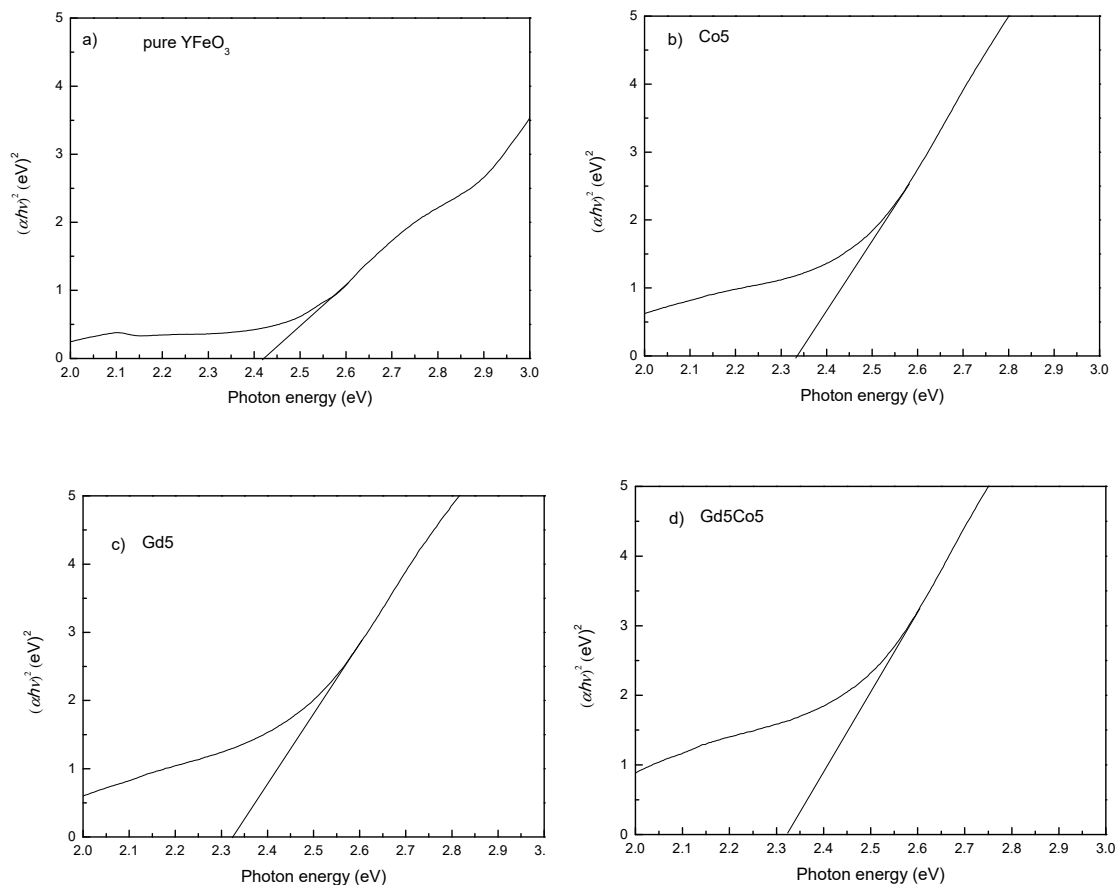 a) pure YFeO3
5
4
3
2
1
0
(αhν)2 (eV)2
2.0 2.1 2.2 2.3 2.4 2.5 2.6 2.7 2.8 2.9 3.0
Photon energy (eV)
b) Co5
5
4
3
2
1
0
(αhν)2 (eV)2
2.0 2.1 2.2 2.3 2.4 2.5 2.6 2.7 2.8 2.9 3.0
Photon energy (eV)
c) Gd5
5
4
3
2
1
0
(αhν)2 (eV)2
2.0 2.1 2.2 2.3 2.4 2.5 2.6 2.7 2.8 2.9 3.
Photon energy (eV)
d) Gd5Co5
5
4
3
2
1
0
(αhν)2 (eV)2
2.0 2.1 2.2 2.3 2.4 2.5 2.6 2.7 2.8 2.9 3.0
Photon energy (eV)